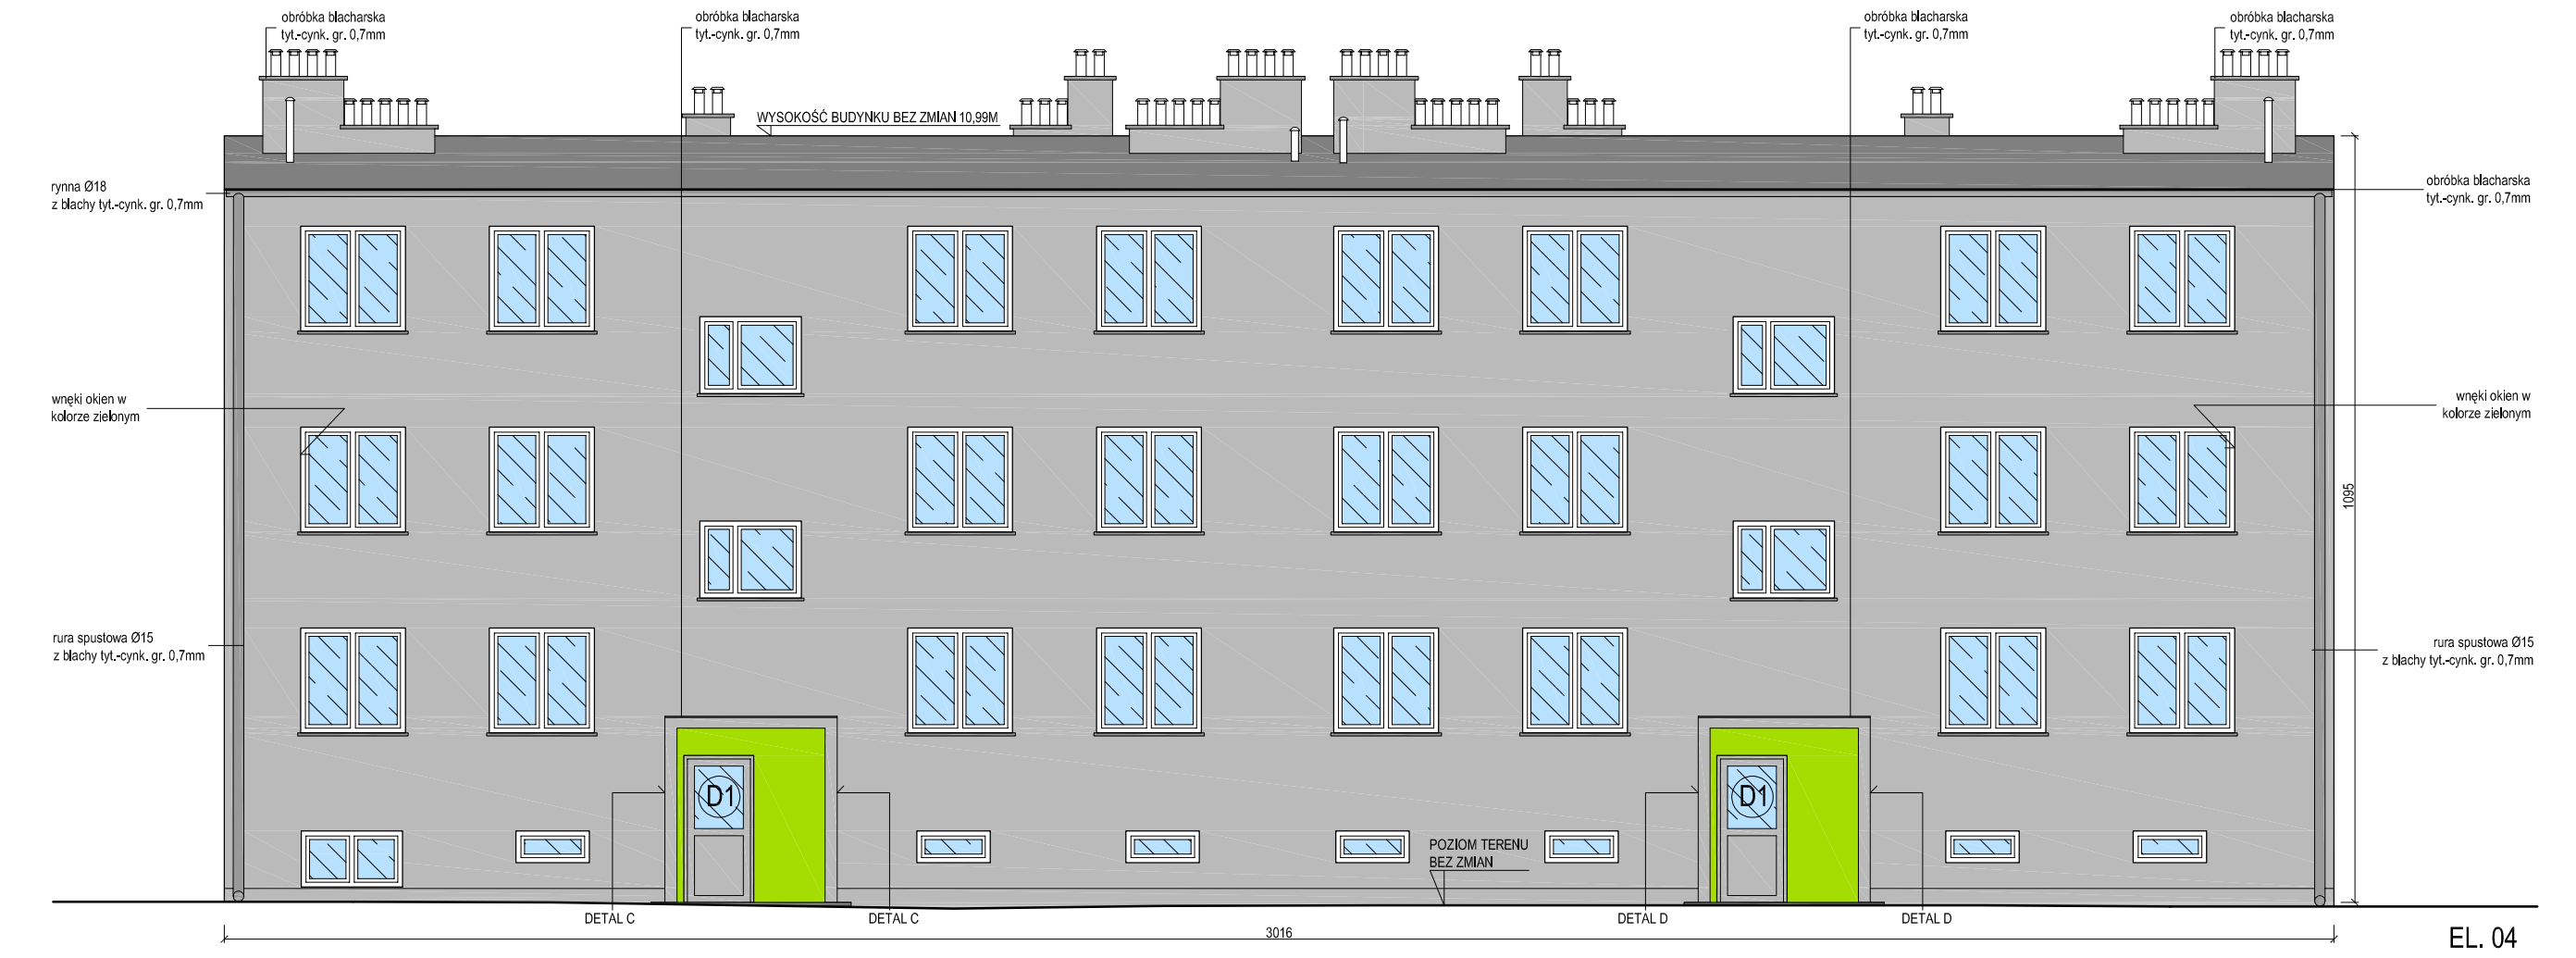 obróbka blacharska
tyt.-cynk. gr. 0,7mm
obróbka blacharska
tyt.-cynk. gr. 0,7mm
obróbka blacharska
tyt.-cynk. gr. 0,7mm
obróbka blacharska
tyt.-cynk. gr. 0,7mm
WYSOKOŚĆ BUDYNKU BEZ ZMIAN 10,99M
rynna Ø18
z blachy tyt.-cynk. gr. 0,7mm
obróbka blacharska
tyt.-cynk. gr. 0,7mm
wnęki okien w
kolorze zielonym
wnęki okien w
kolorze zielonym
1095
rura spustowa Ø15
z blachy tyt.-cynk. gr. 0,7mm
rura spustowa Ø15
z blachy tyt.-cynk. gr. 0,7mm
D1
D1
POZIOM TERENU
BEZ ZMIAN
DETAL C
DETAL C
DETAL D
DETAL D
3016
EL. 04